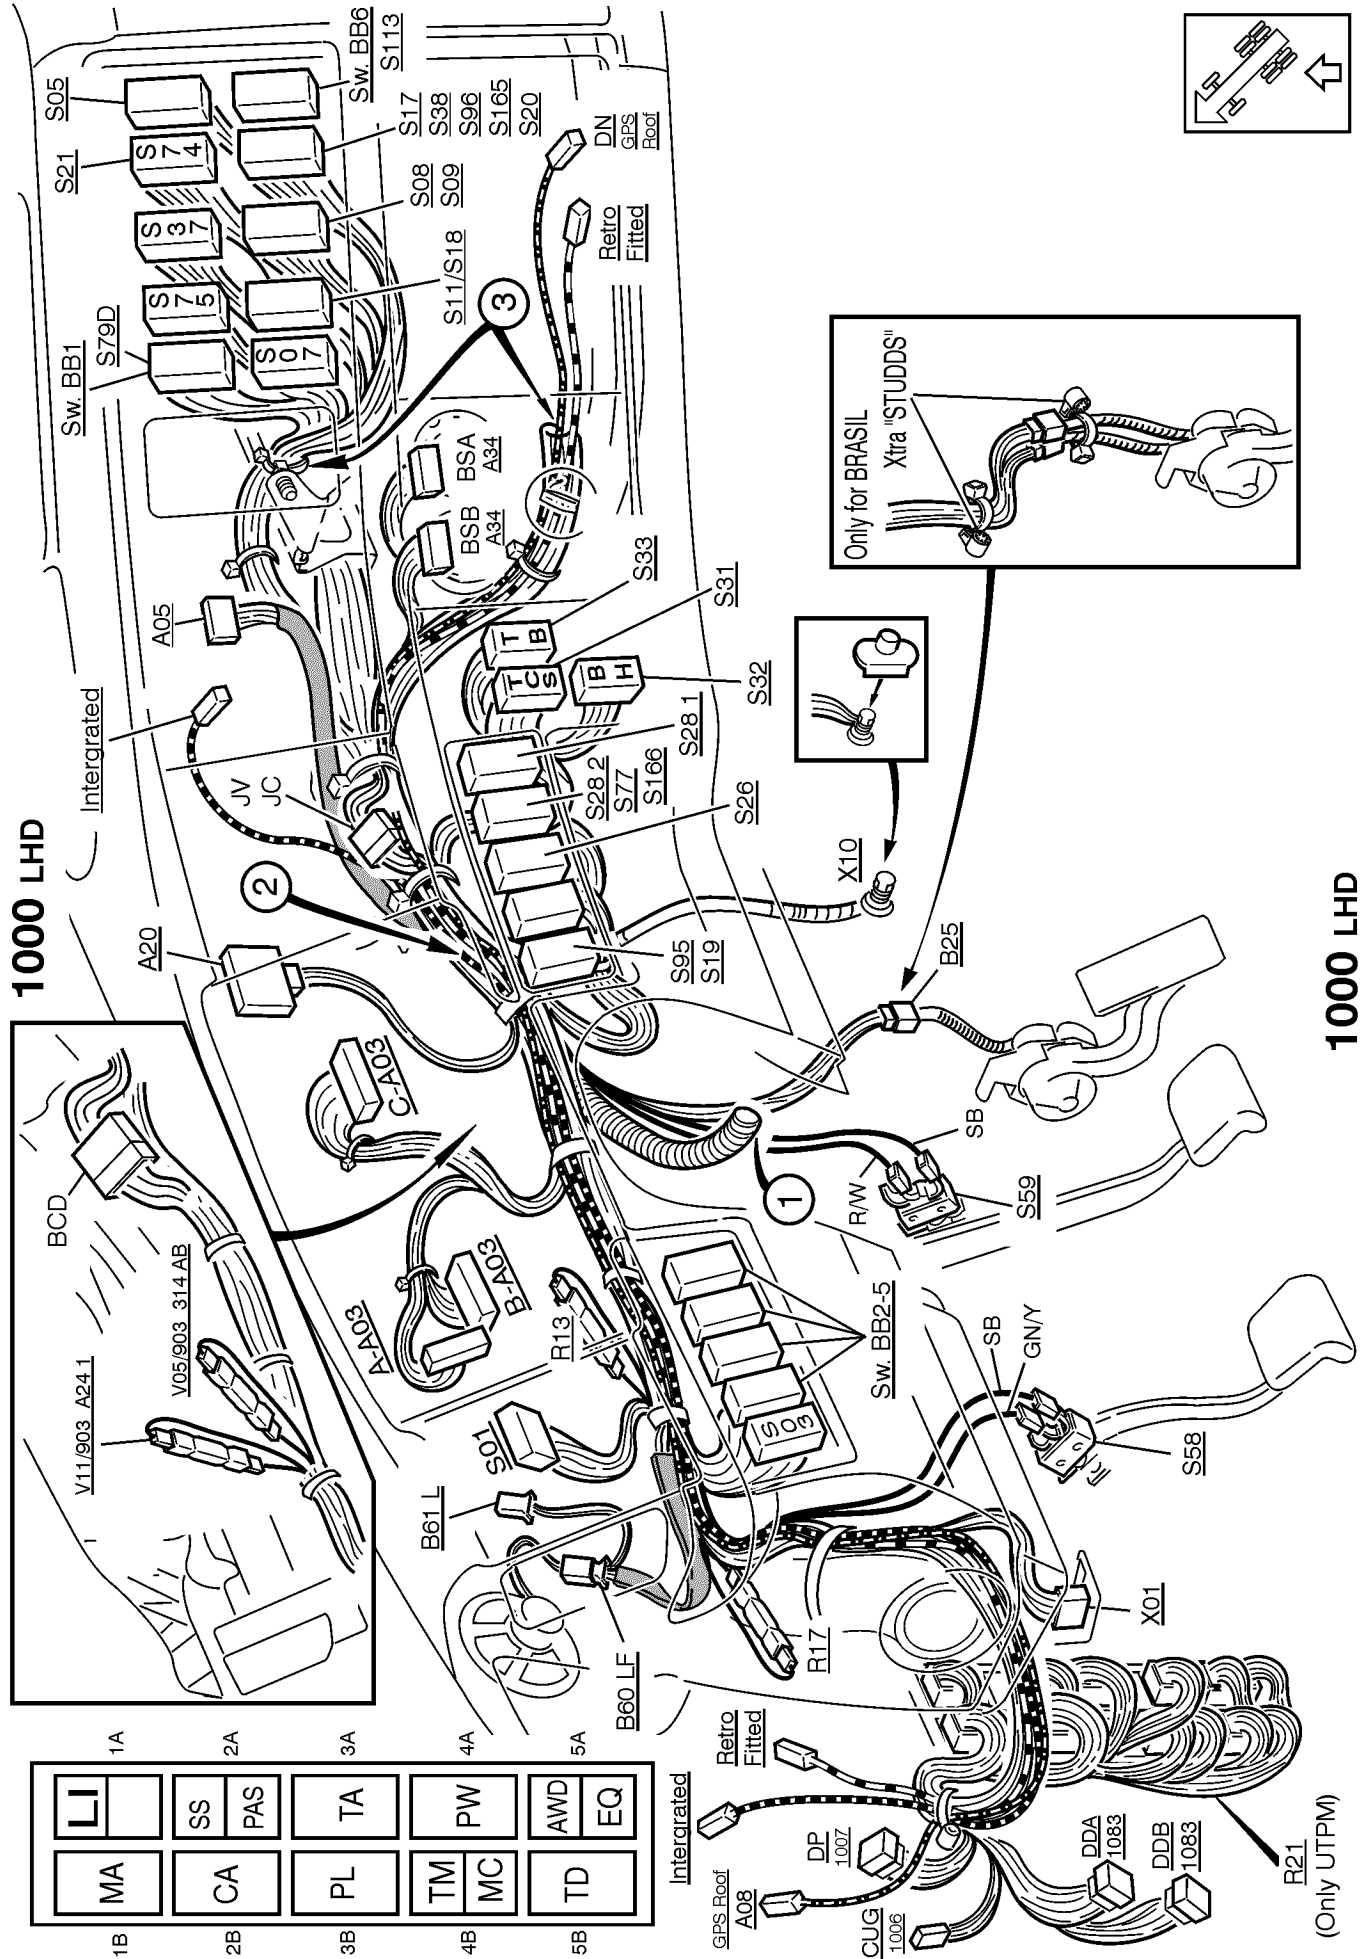 1000 LHD
Intergrated
A20
A05
JV
JC
Sw. BB1
S79D
S21
S05
S
7
5
S
3
7
S
7
4
S
0
7
Sw. BB6
S113
S17
S38
S96
S165
S20
S08
S09
S11/S18
DN
GPS
Roof
Retro
Fitted
3
2
1
BSA
A34
BSB
A34
S33
S31
S32
T
B
T
C
S
B
H
S28 1
S28 2
S77
S166
S26
S95
S19
X10
B25
Only for BRASIL
Xtra "STUDDS"
BCD
V05/903 314 AB
V11/903 A24 1
C-A03
B-A03
A-A03
R13
S01
B61 L
B60 LF
R17
S
0
3
Sw. BB2-5
R/W
SB
S59
SB
GN/Y
S58
X01
1A
2A
3A
4A
5A
LI
SS
PAS
TA
PW
AWD
EQ
MA
CA
PL
TM
MC
TD
1B
2B
3B
4B
5B
Intergrated
Retro
Fitted
GPS Roof
A08
DP
1007
CUG
1006
DDA
1083
DDB
1083
R21
(Only UTPM)
1000 LHD